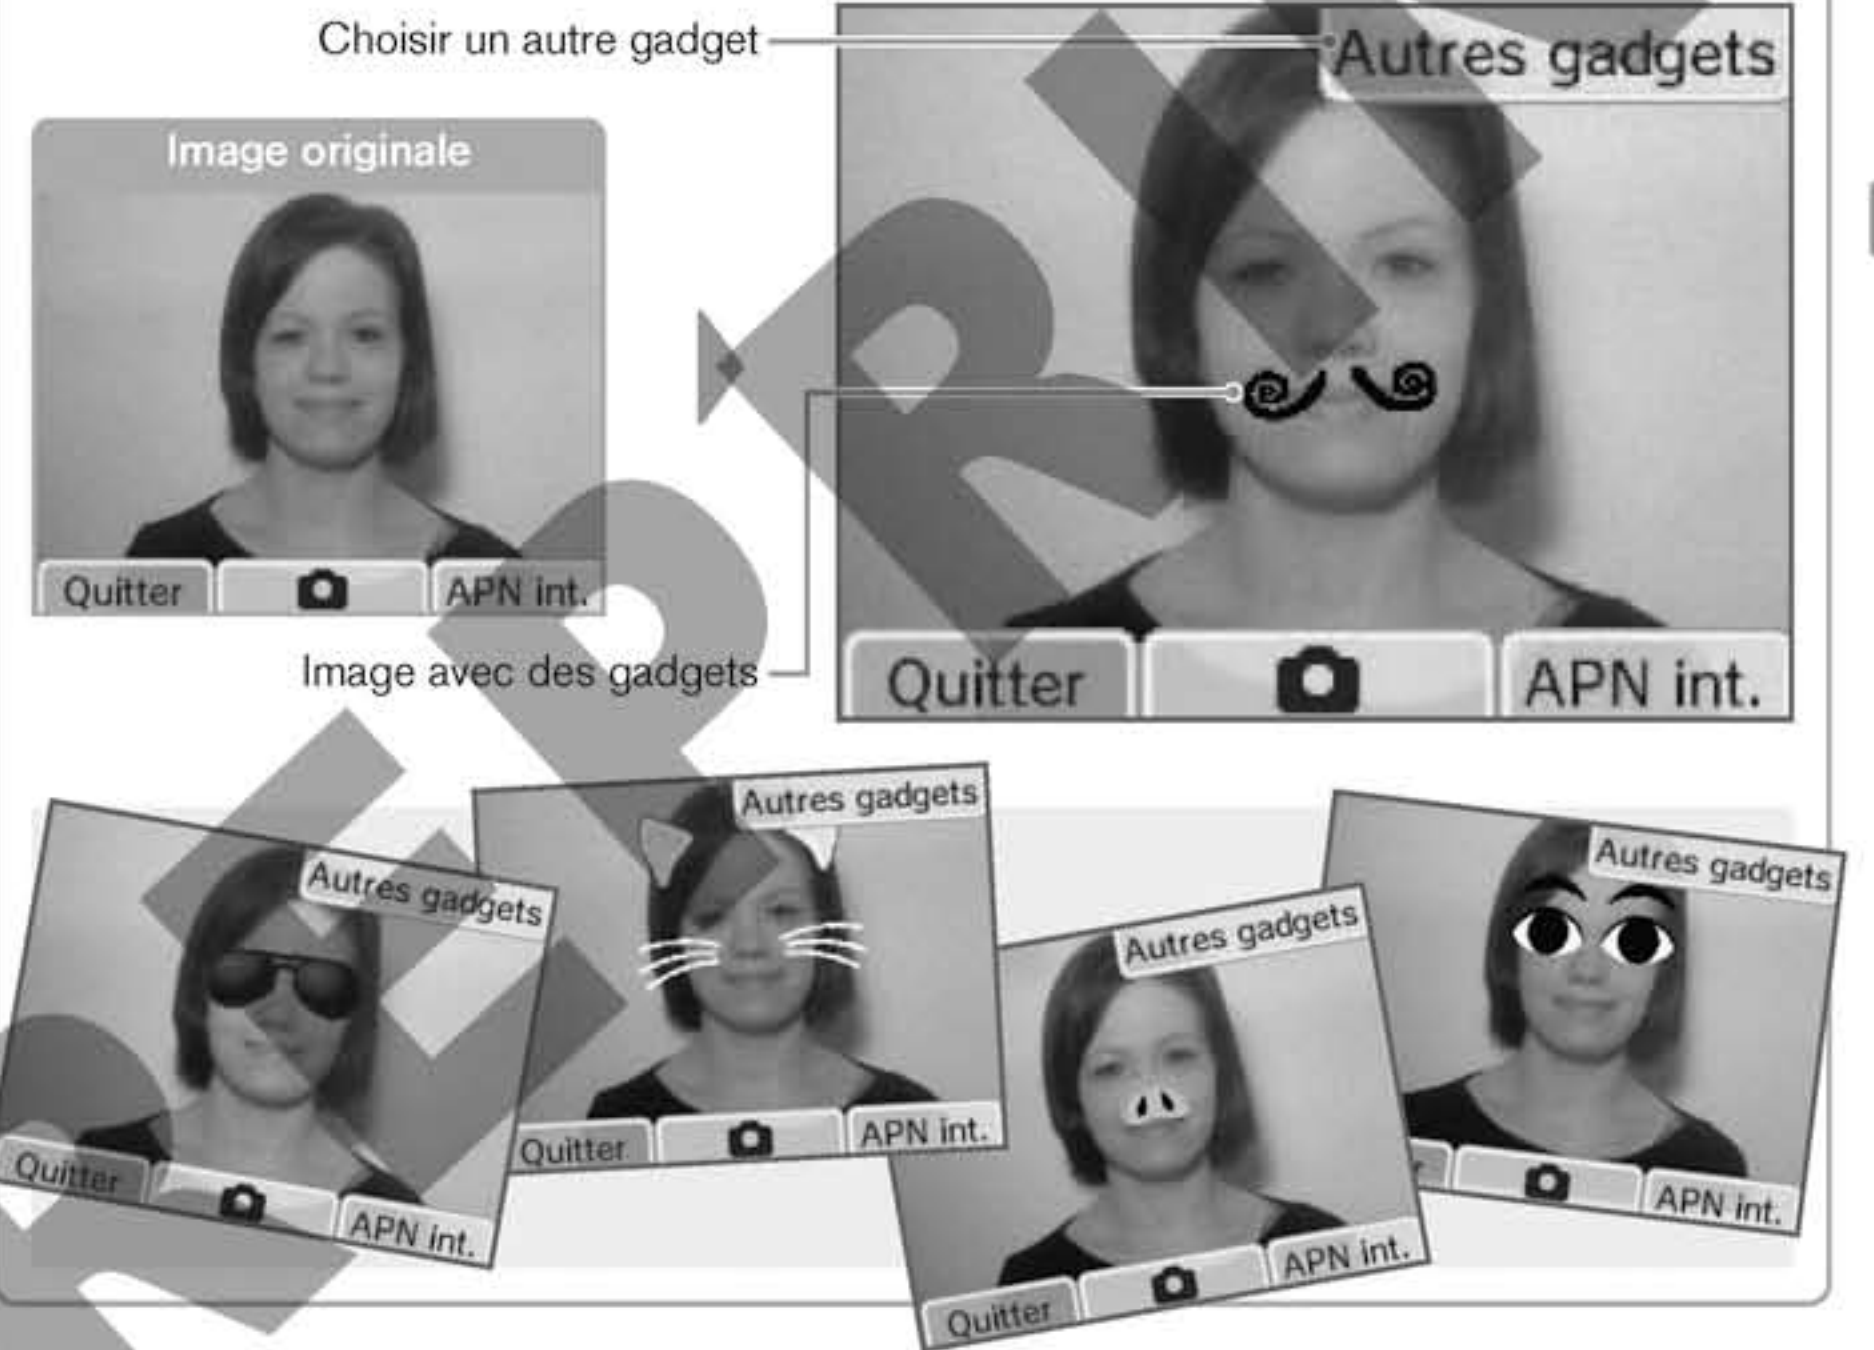 Choisir un autre gadget
Autres gadgets
Image originale
Quitter
APN int.
Image avec des gadgets
Quitter
APN int.
Autres gadgets
Quitter
APN int.
Autres gadgets
Quitter
APN int.
Autres gadgets
Quitter
APN int.
Autres gadgets
r
APN int.